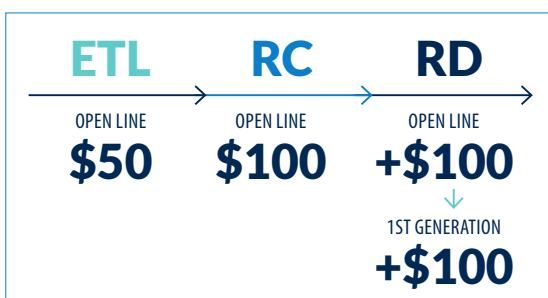 ETL RC RD
OPEN LINE OPEN LINE OPEN LINE
$50 $100 +$100
1ST GENERATION
+$100